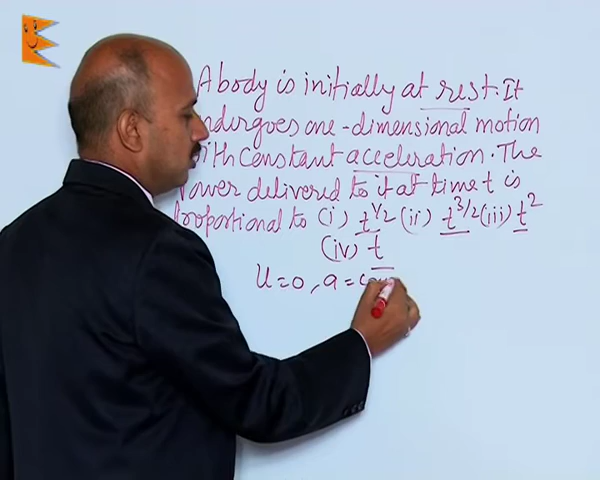 A body is initially at rest. It
undergoes one-dimensional motion
with constant acceleration. The
Power delivered to it at time t is
proportional to (i) t^1/2 (ii) t^3/2 (iii) t^2
(iv) t
U=0, a=